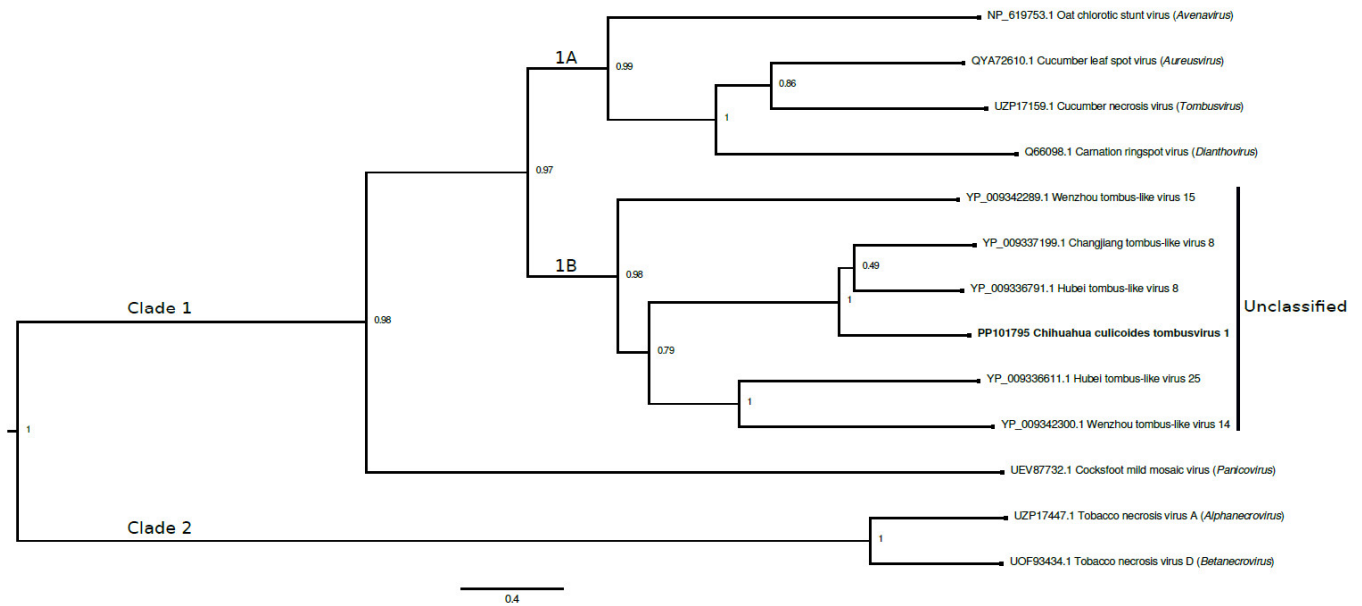 NP_619753.1 Oat chlorotic stunt virus (Avenavirus)
1A
0.99
QYA72610.1 Cucumber leaf spot virus (Aureusvirus)
0.86
UZP17159.1 Cucumber necrosis virus (Tombusvirus)
1
Q66098.1 Carnation ringspot virus (Dianthovirus)
0.97
YP_009342289.1 Wenzhou tombus-like virus 15
YP_009337199.1 Changjiang tombus-like virus 8
1B
0.98
0.49
YP_009336791.1 Hubei tombus-like virus 8
1
Unclassified
Clade 1
0.98
PP101795 Chihuahua culicoides tombusvirus 1
0.79
YP_009336611.1 Hubei tombus-like virus 25
1
YP_009342300.1 Wenzhou tombus-like virus 14
1
UEV87732.1 Cocksfoot mild mosaic virus (Panicovirus)
UZP17447.1 Tobacco necrosis virus A (Alphanecrovirus)
Clade 2
1
UOF93434.1 Tobacco necrosis virus D (Betanecrovirus)
0.4